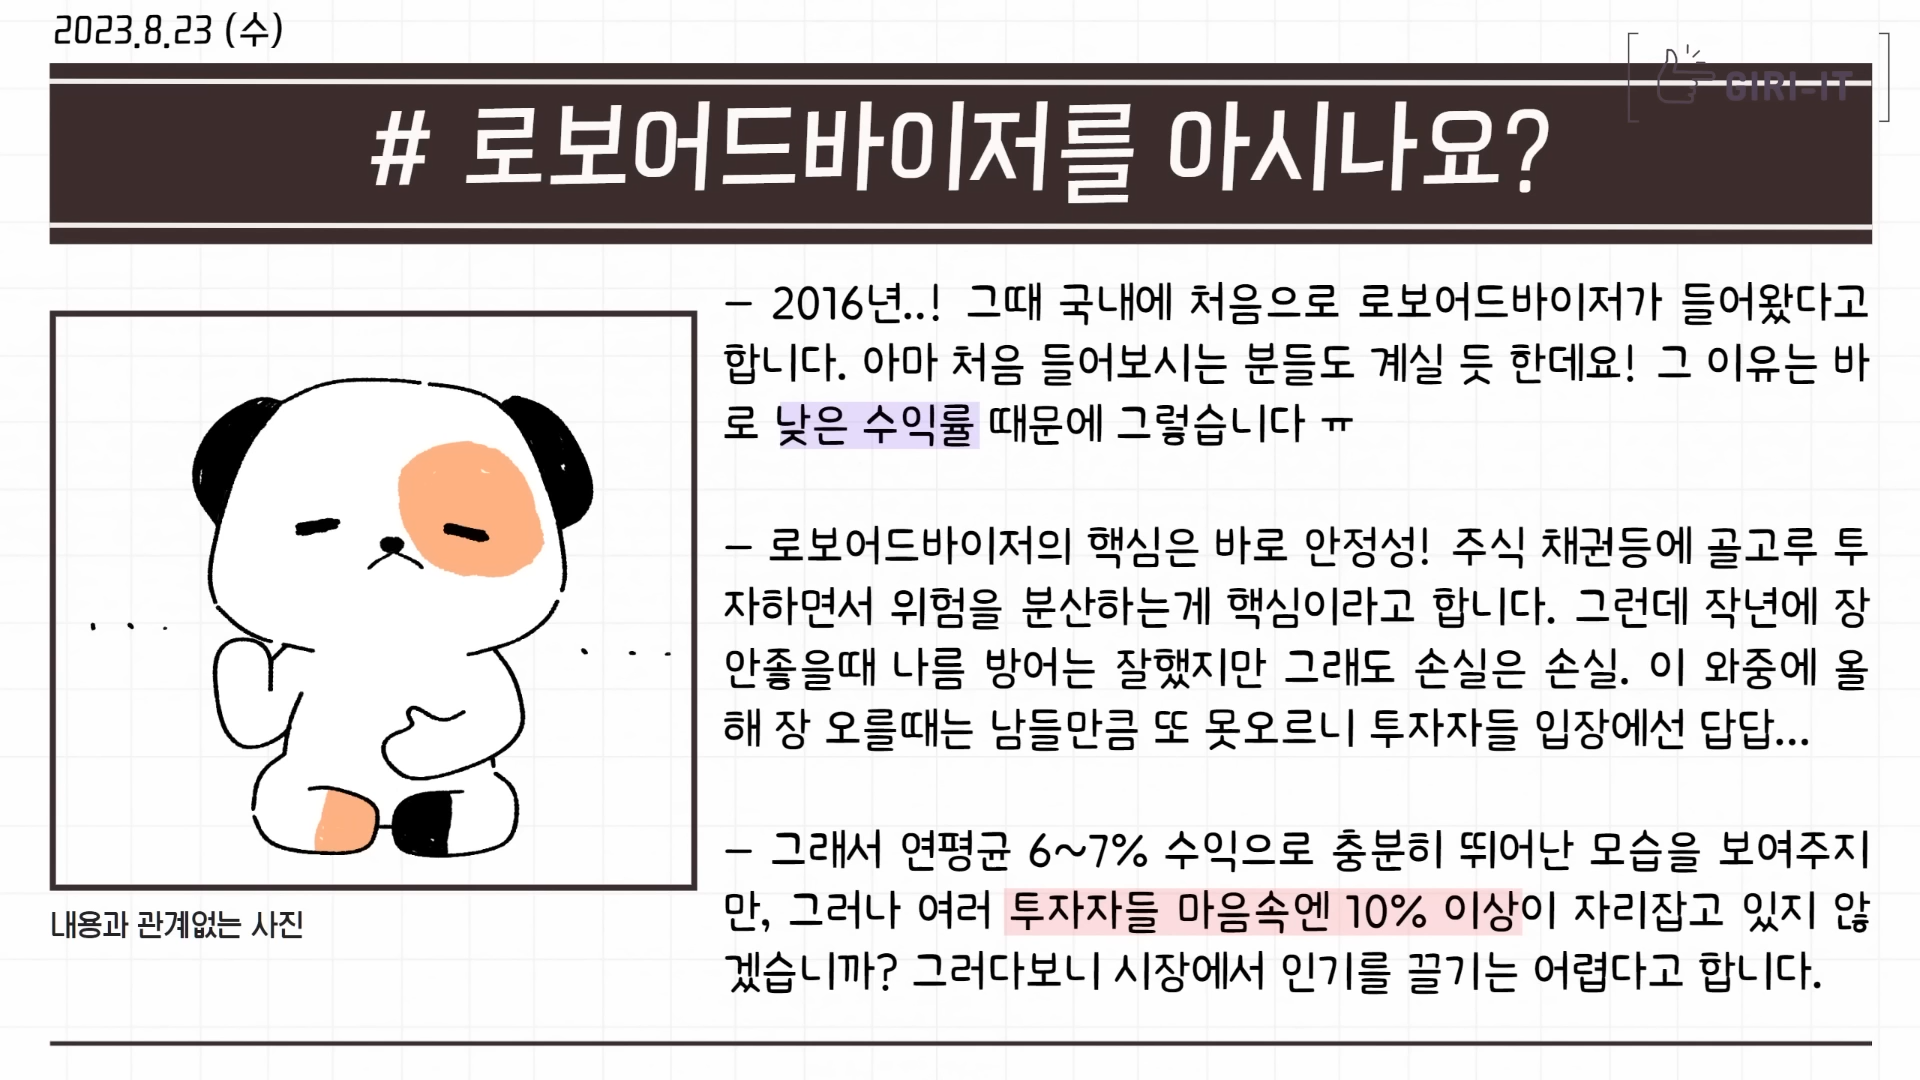 2023.8.23 (수)
GIRI-IT
# 로보어드바이저를 아시나요?
– 2016년..! 그때 국내에 처음으로 로보어드바이저가 들어왔다고
합니다. 아마 처음 들어보시는 분들도 계실 듯 한데요! 그 이유는 바
로 낮은 수익률 때문에 그렇습니다 ㅠ
– 로보어드바이저의 핵심은 바로 안정성! 주식 채권등에 골고루 투
자하면서 위험을 분산하는게 핵심이라고 합니다. 그런데 작년에 장
안좋을때 나름 방어는 잘했지만 그래도 손실은 손실. 이 와중에 올
해 장 오를때는 남들만큼 또 못오르니 투자자들 입장에선 답답...
– 그래서 연평균 6~7% 수익으로 충분히 뛰어난 모습을 보여주지
만, 그러나 여러 투자자들 마음속엔 10% 이상이 자리잡고 있지 않
겠습니까? 그러다보니 시장에서 인기를 끌기는 어렵다고 합니다.
내용과 관계없는 사진